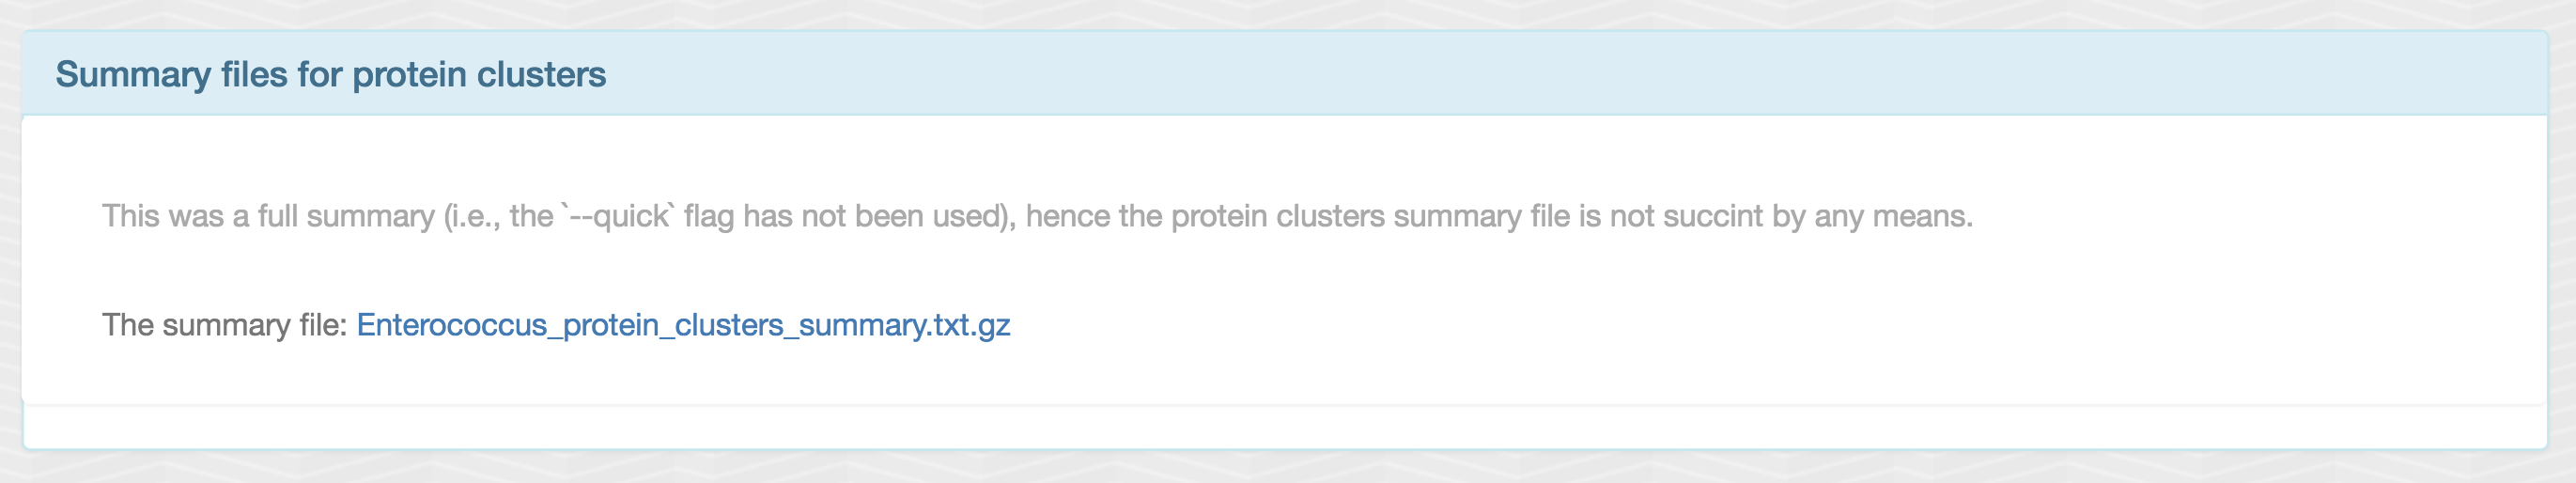 Summary files for protein clusters
This was a full summary (i.e., the `--quick` flag has not been used), hence the protein clusters summary file is not succint by any means.
The summary file: Enterococcus_protein_clusters_summary.txt.gz